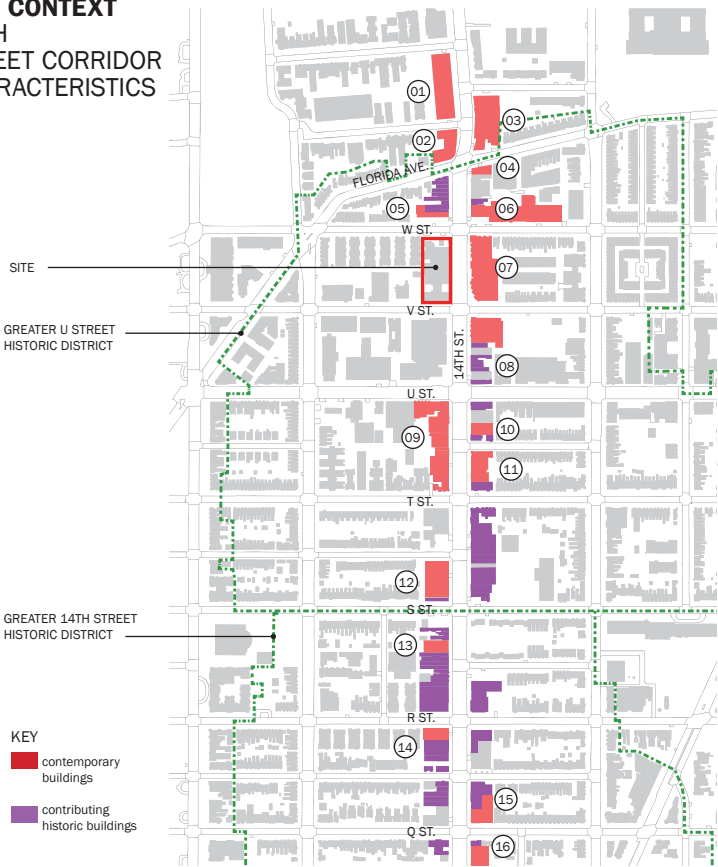 CONTEXT
H
EET CORRIDOR
RACTERISTICS
01
03
02
04
FLORIDA AVE.
05
06
W ST.
SITE
07
V ST.
GREATER U STREET
HISTORIC DISTRICT
14TH ST.
08
U ST.
09
10
11
T ST.
12
S ST.
GREATER 14TH STREET
HISTORIC DISTRICT
13
R ST.
KEY
14
contemporary
buildings
15
contributing
historic buildings
Q ST.
16